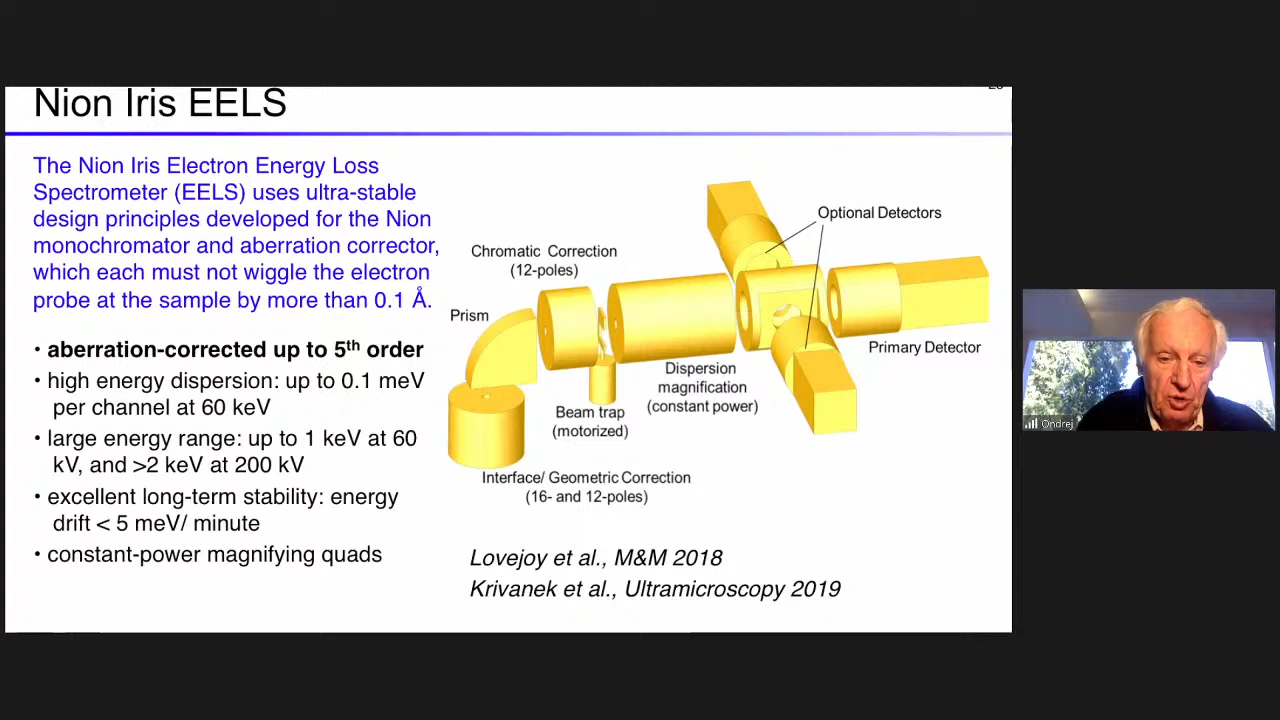 Nion Iris EELS
The Nion Iris Electron Energy Loss
Spectrometer (EELS) uses ultra-stable
design principles developed for the Nion
monochromator and aberration corrector,
which each must not wiggle the electron
probe at the sample by more than 0.1 Å.
• aberration-corrected up to 5th order
• high energy dispersion: up to 0.1 meV
per channel at 60 keV
• large energy range: up to 1 keV at 60
kV, and >2 keV at 200 kV
• excellent long-term stability: energy
drift < 5 meV/ minute
• constant-power magnifying quads
Optional Detectors
Chromatic Correction
(12-poles)
Prism
Primary Detector
Dispersion
magnification
(constant power)
Beam trap
(motorized)
Interface/ Geometric Correction
(16- and 12-poles)
Lovejoy et al., M&M 2018
Krivanek et al., Ultramicroscopy 2019
Ondrej